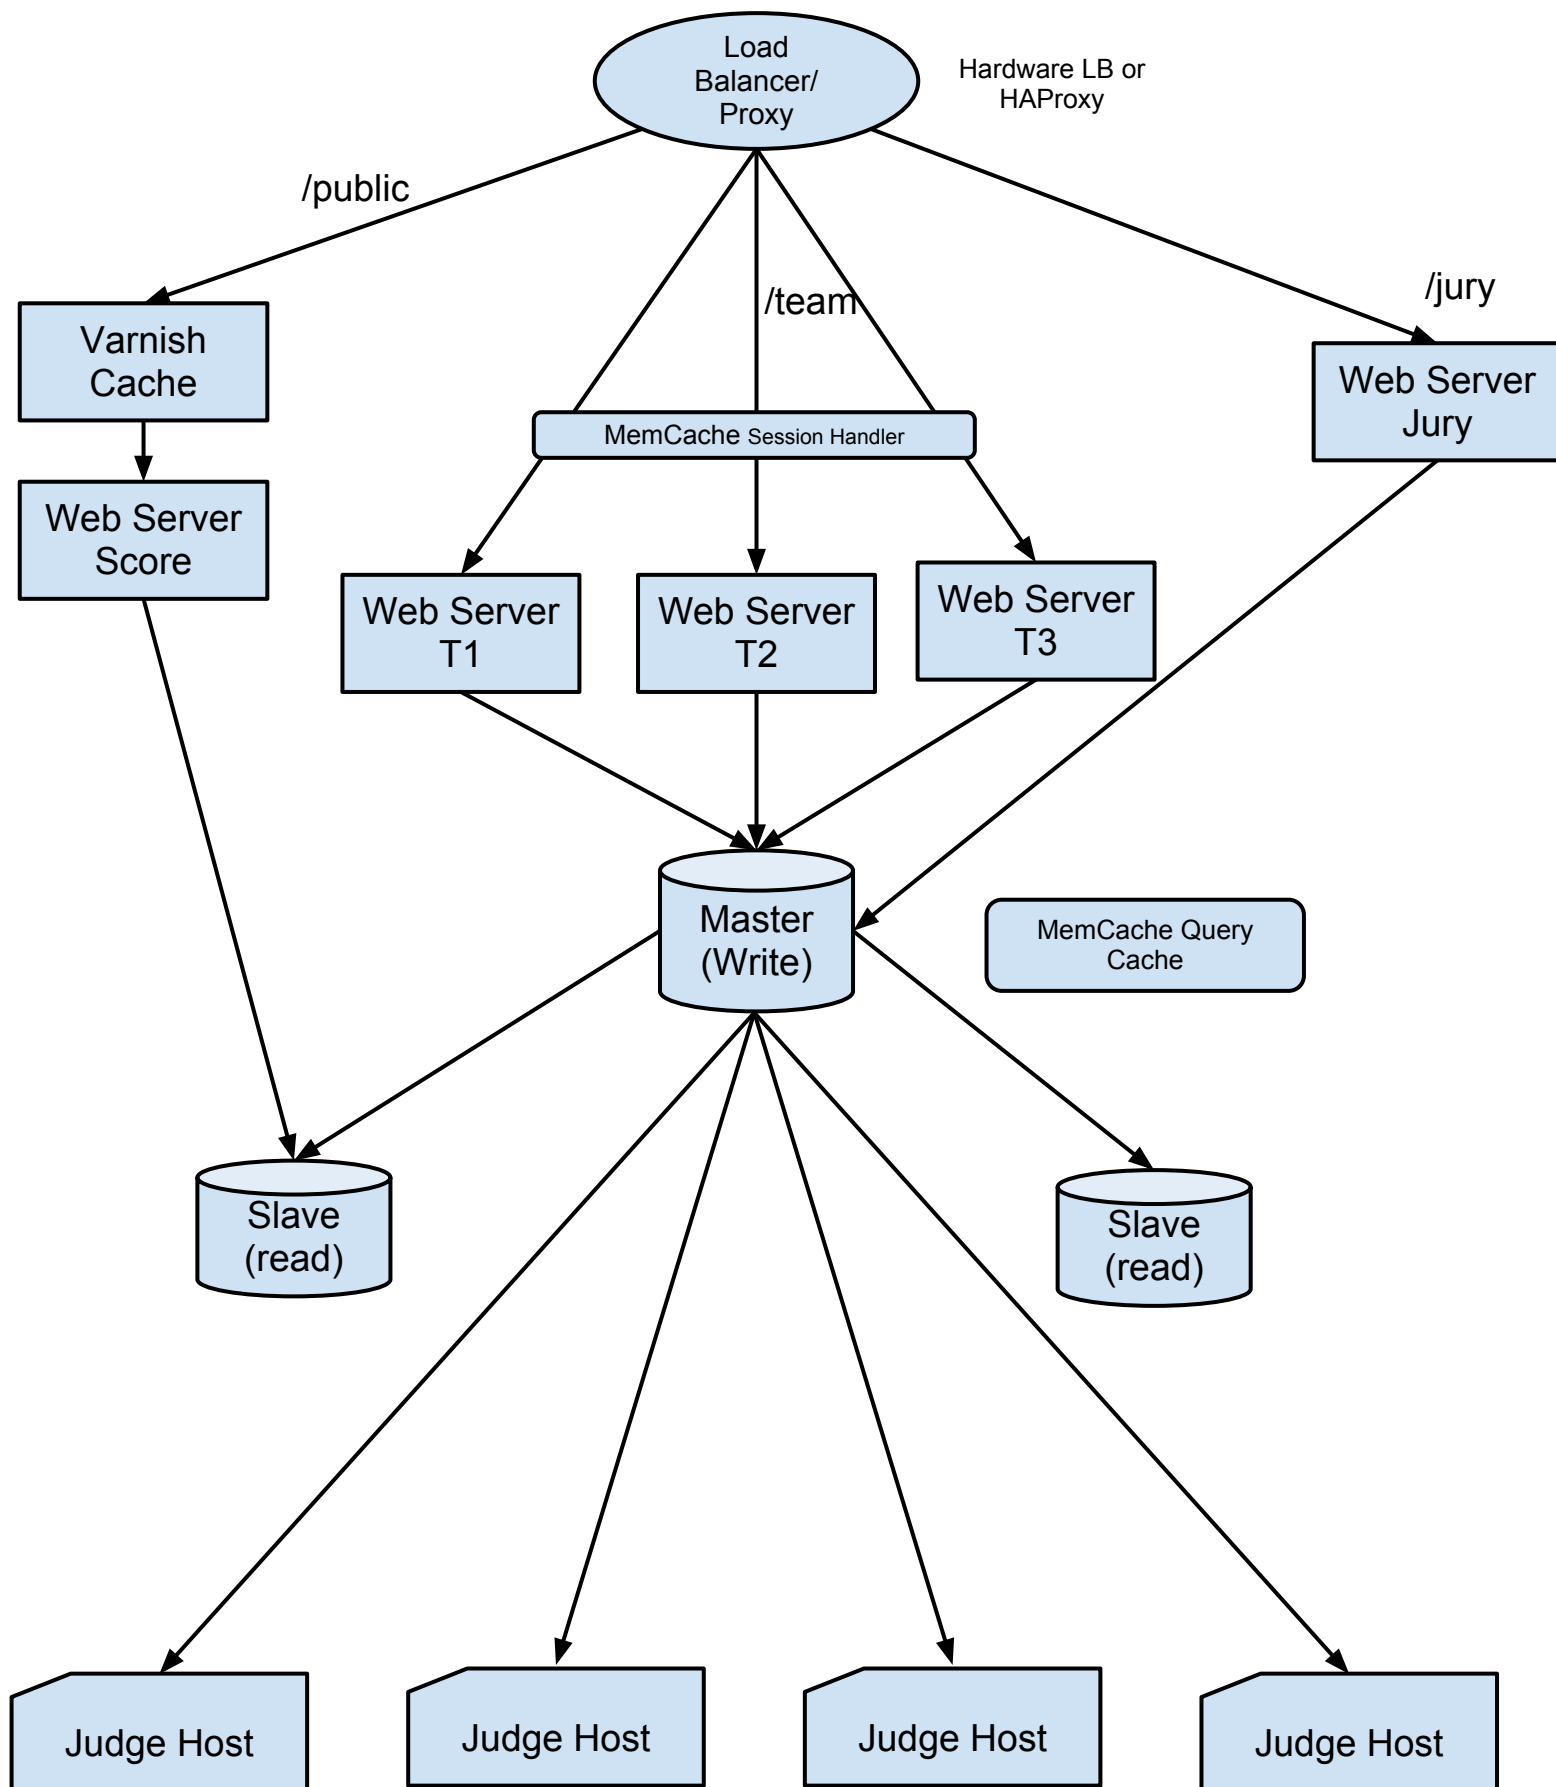 Load
Balancer/
Proxy
Hardware LB or
HAProxy
/public
/team
/jury
Varnish
Cache
Web Server
Jury
MemCache Session Handler
Web Server
Score
Web Server
T1
Web Server
T2
Web Server
T3
Master
(Write)
MemCache Query
Cache
Slave
(read)
Slave
(read)
Judge Host
Judge Host
Judge Host
Judge Host